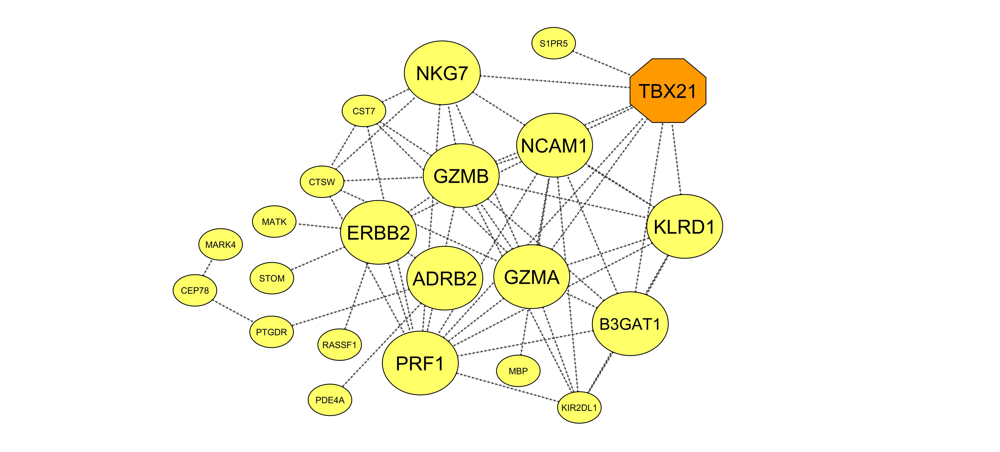 S1PR5
NKG7
TBX21
CST7
NCAM1
GZMB
CTSW
MATK
ERBB2
KLRD1
MARK4
STOM
ADRB2
GZMA
CEP78
B3GAT1
PTGDR
RASSF1
PRF1
MBP
PDE4A
KIR2DL1